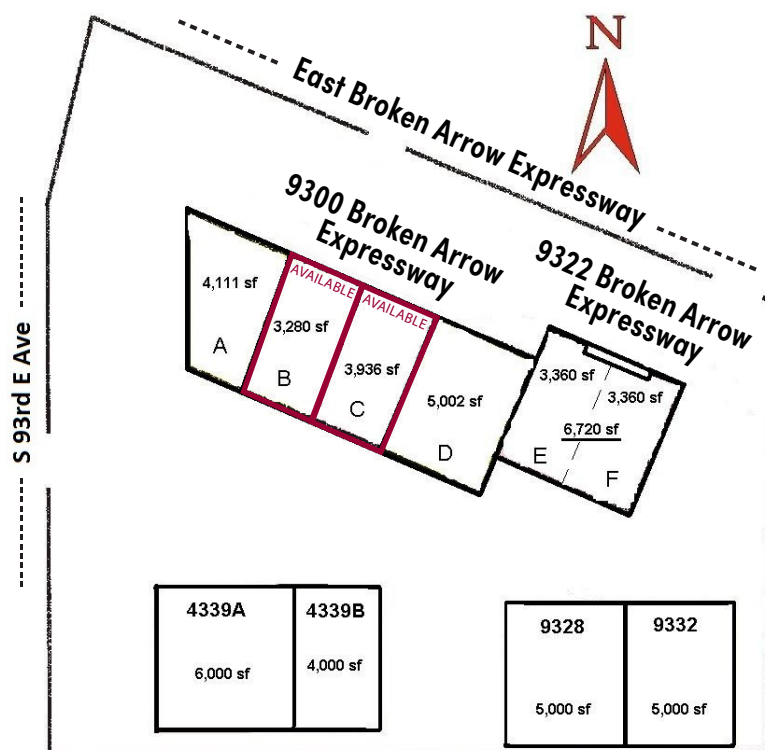 N
East Broken Arrow Expressway
9300 Broken Arrow
Expressway
9322 Broken Arrow
Expressway
S 93rd E Ave
4,111 sf
A
AVAILABLE
3,280 sf
B
AVAILABLE
3,936 sf
C
5,002 sf
D
3,360 sf
3,360 sf
6,720 sf
E
F
4339A
6,000 sf
4339B
4,000 sf
9328
5,000 sf
9332
5,000 sf